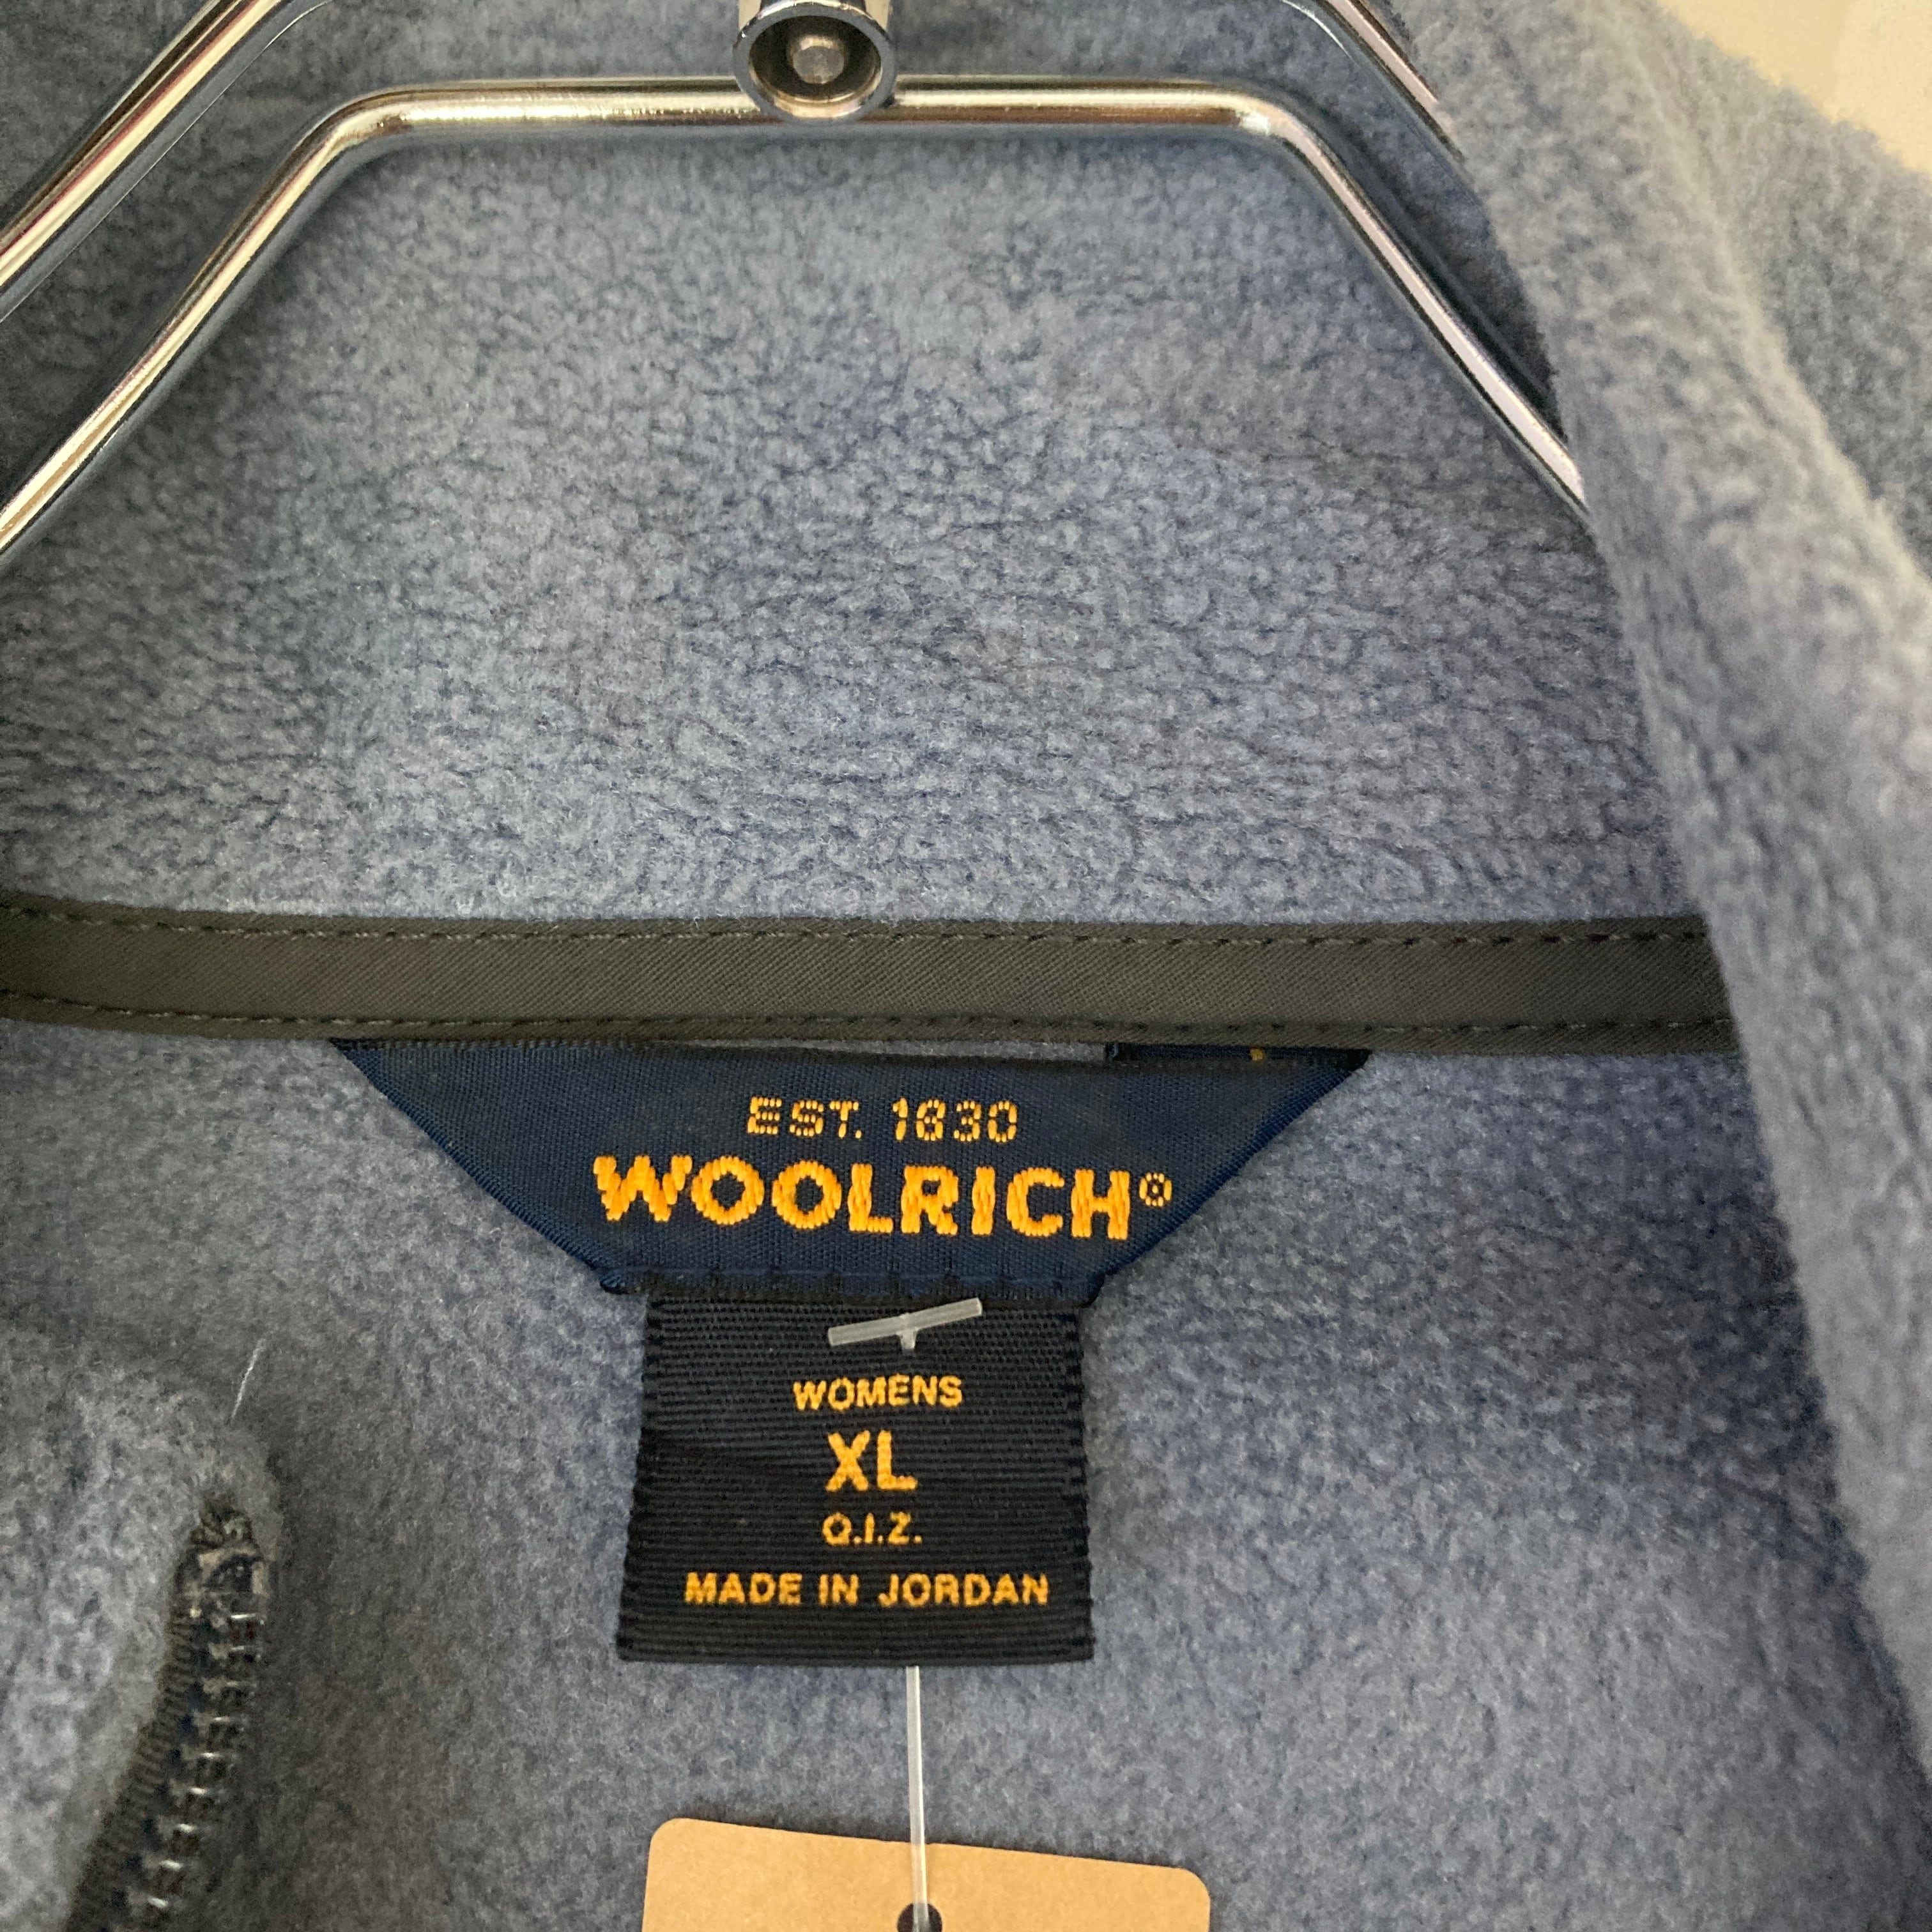 EST. 1830
WOOLRICH®
WOMENS
XL
Q.I.Z.
MADE IN JORDAN